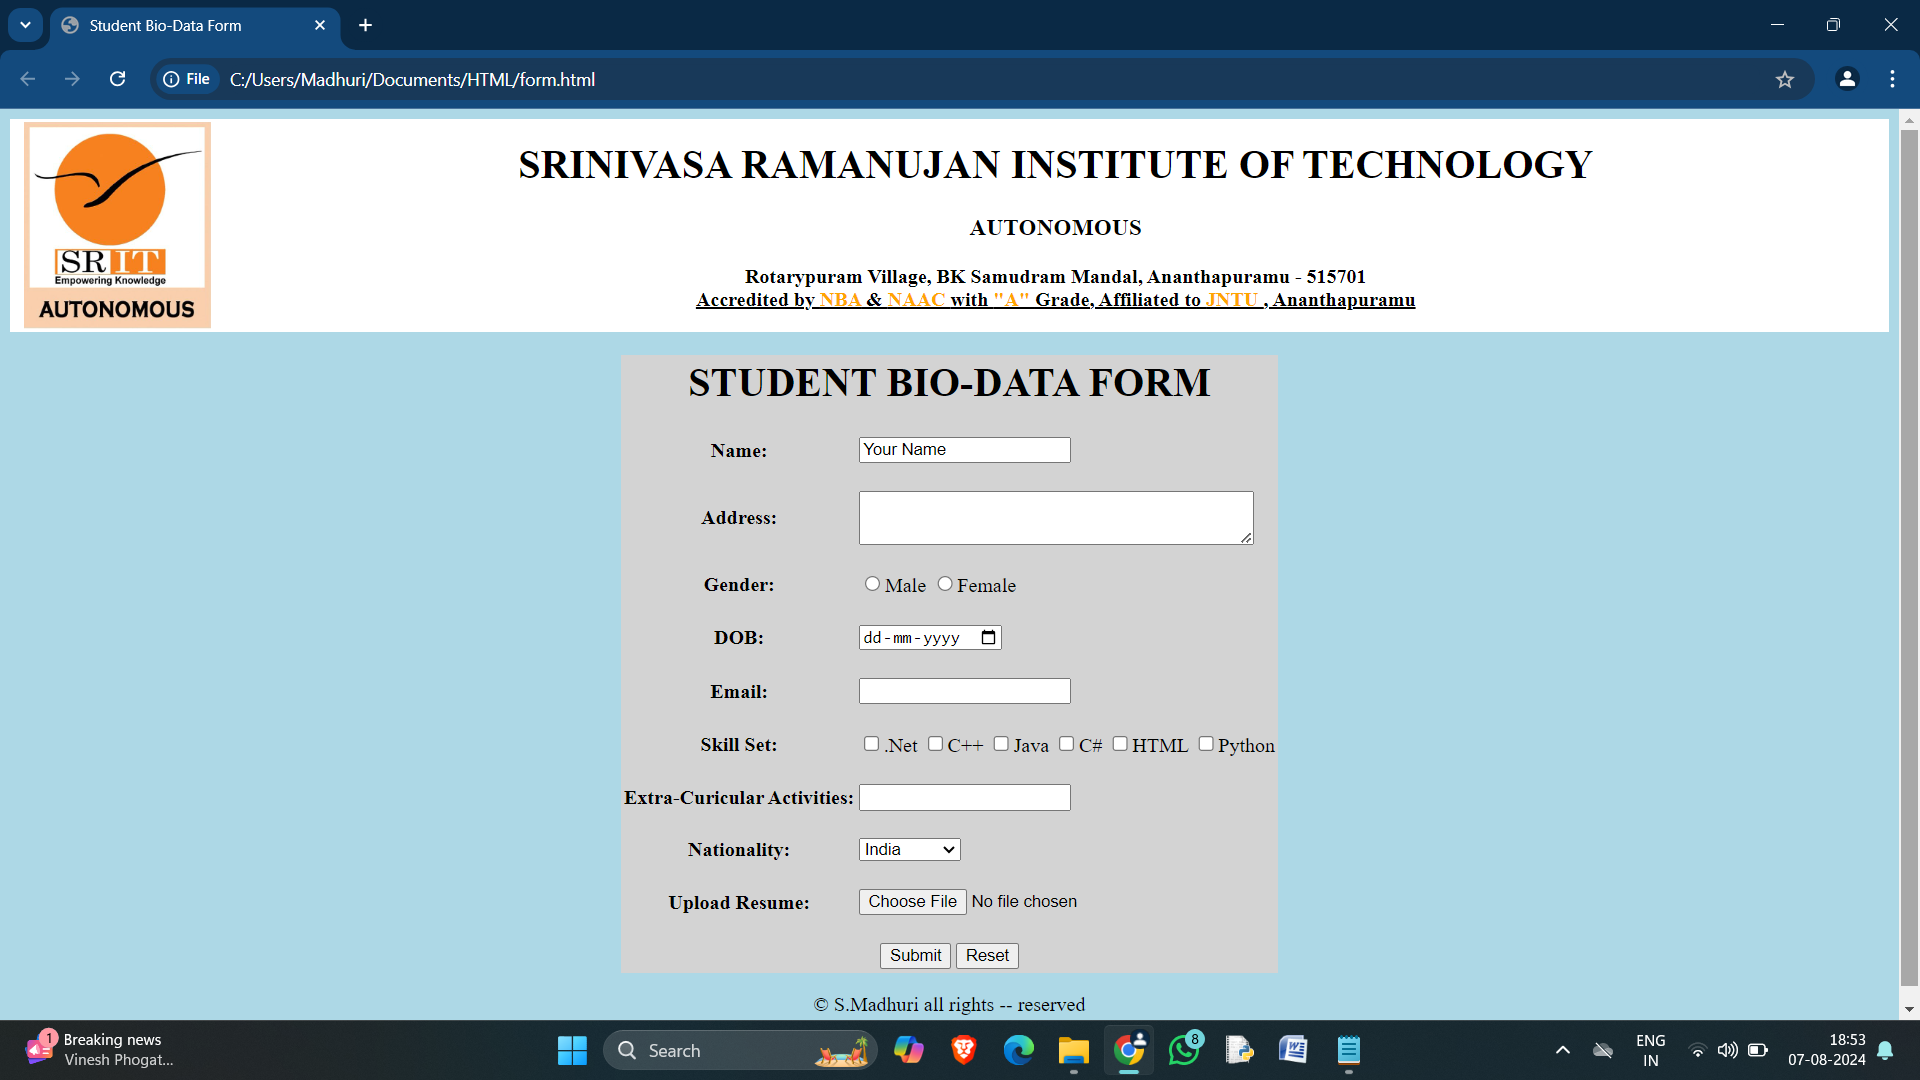 Student Bio-Data Form
File C:/Users/Madhuri/Documents/HTML/form.html
SRIT
Empowering Knowledge
AUTONOMOUS
SRINIVASA RAMANUJAN INSTITUTE OF TECHNOLOGY
AUTONOMOUS
Rotarypuram Village, BK Samudram Mandal, Ananthapuramu - 515701
Accredited by NBA & NAAC with "A" Grade, Affiliated to JNTU , Ananthapuramu
STUDENT BIO-DATA FORM
Name: Your Name
Address:
Gender: Male Female
DOB: dd-mm-yyyy
Email:
Skill Set: .Net C++ Java C# HTML Python
Extra-Curicular Activities:
Nationality: India
Upload Resume: Choose File No file chosen
Submit Reset
© S.Madhuri all rights -- reserved
1
Breaking news
Vinesh Phogat...
Search
8
ENG
IN
18:53
07-08-2024